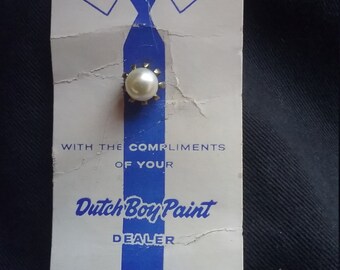 WITH THE COMPLIMENTS
OF YOUR
Dutch Boy Paint
DEALER